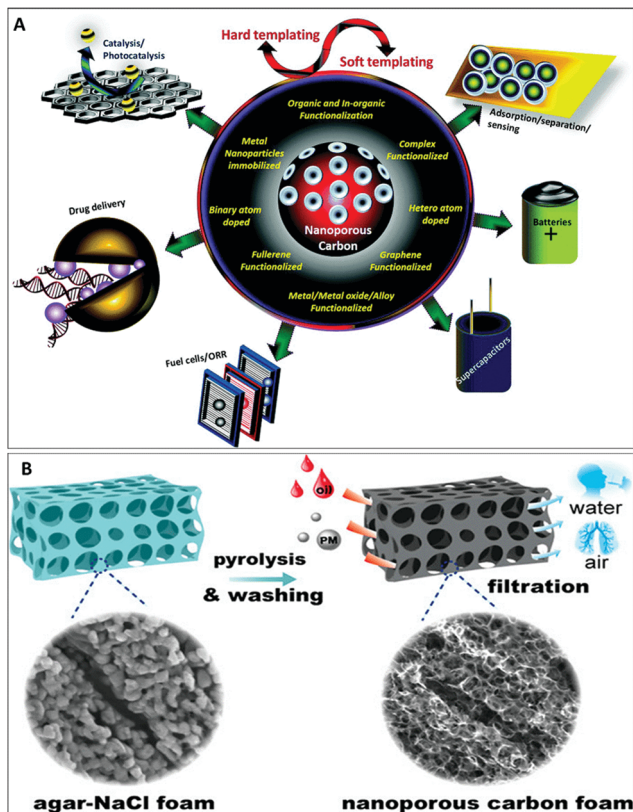 A
Hard templating
Soft templating
Catalysis/
Photocatalysis
Organic and In-organic
Functionalization
Adsorption/separation/
sensing
Metal
Nanoparticles
immobilized
Complex
Functionalized
Drug delivery
Binary atom
doped
Nanoporous
Carbon
Hetero atom
doped
Batteries
+
Fullerene
Functionalized
Graphene
Functionalized
Metal/Metal oxide/Alloy
Functionalized
Fuel cells/ORR
Supercapacitors
B
oil
PM
water
air
pyrolysis
& washing
filtration
agar-NaCl foam
nanoporous carbon foam